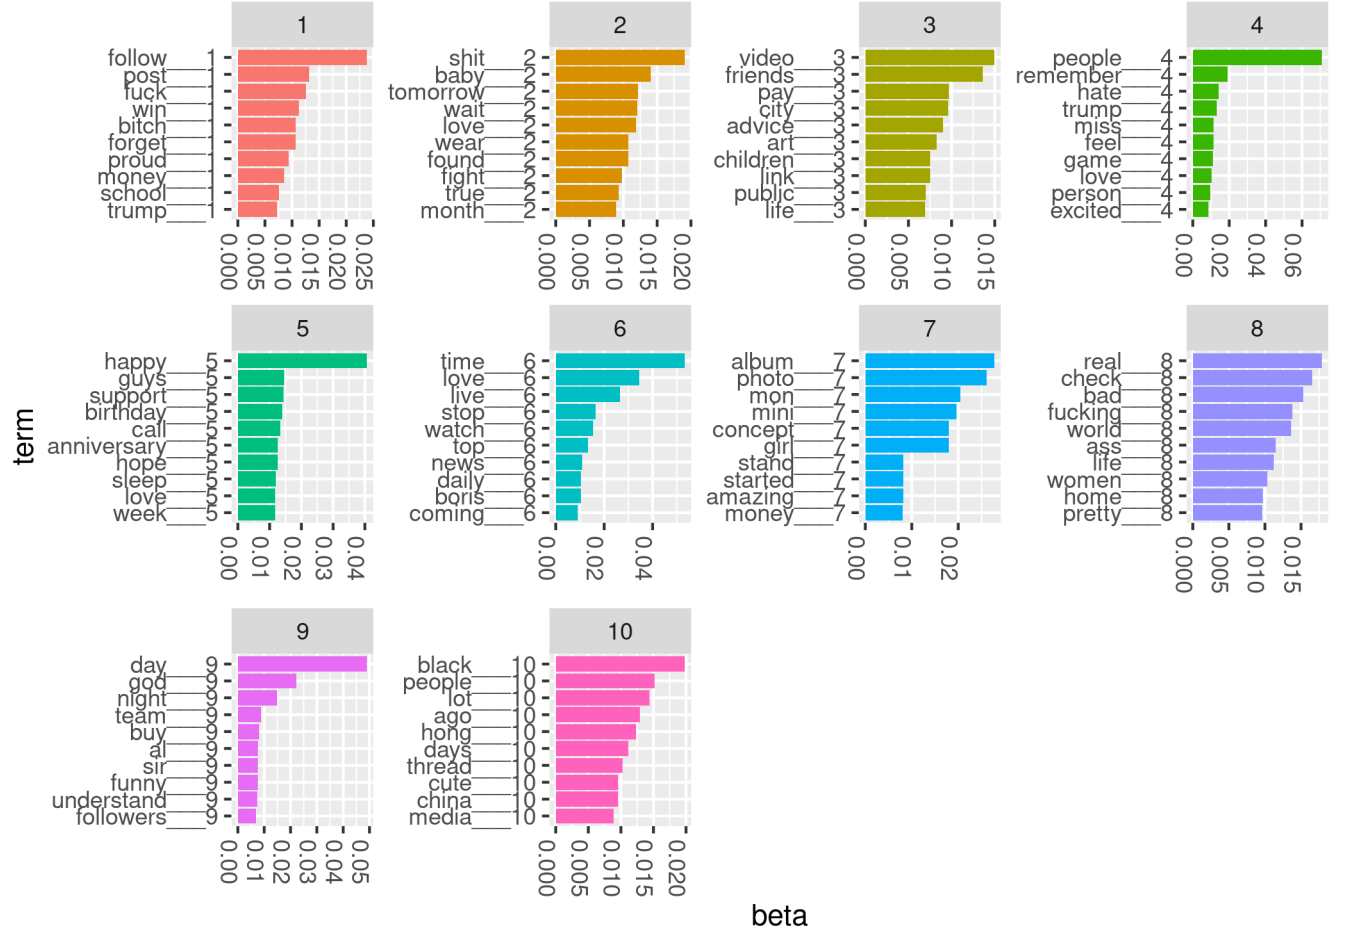 1
follow___1
post___1
fuck___1
win___1
bitch___1
forget___1
proud___1
money___1
school___1
trump___1
0.000
0.005
0.010
0.015
0.020
0.025
2
shit___2
baby___2
tomorrow___2
wait___2
love___2
wear___2
found___2
fight___2
true___2
month___2
0.000
0.005
0.010
0.015
0.020
3
video___3
friends___3
pay___3
city___3
advice___3
art___3
children___3
link___3
public___3
life___3
0.000
0.005
0.010
0.015
4
people___4
remember___4
hate___4
trump___4
miss___4
feel___4
game___4
love___4
person___4
excited___4
0.00
0.02
0.04
0.06
term
5
happy___5
guys___5
support___5
birthday___5
call___5
anniversary___5
hope___5
sleep___5
love___5
week___5
0.00
0.01
0.02
0.03
0.04
6
time___6
love___6
live___6
stop___6
watch___6
top___6
news___6
daily___6
boris___6
coming___6
0.00
0.02
0.04
7
album___7
photo___7
mon___7
mini___7
concept___7
girl___7
stand___7
started___7
amazing___7
money___7
0.00
0.01
0.02
8
real___8
check___8
bad___8
fucking___8
world___8
ass___8
life___8
women___8
home___8
pretty___8
0.000
0.005
0.010
0.015
9
day___9
god___9
night___9
team___9
buy___9
al___9
sir___9
funny___9
understand___9
followers___9
0.00
0.01
0.02
0.03
0.04
0.05
10
black___10
people___10
lot___10
ago___10
hong___10
days___10
thread___10
cute___10
china___10
media___10
0.000
0.005
0.010
0.015
0.020
beta